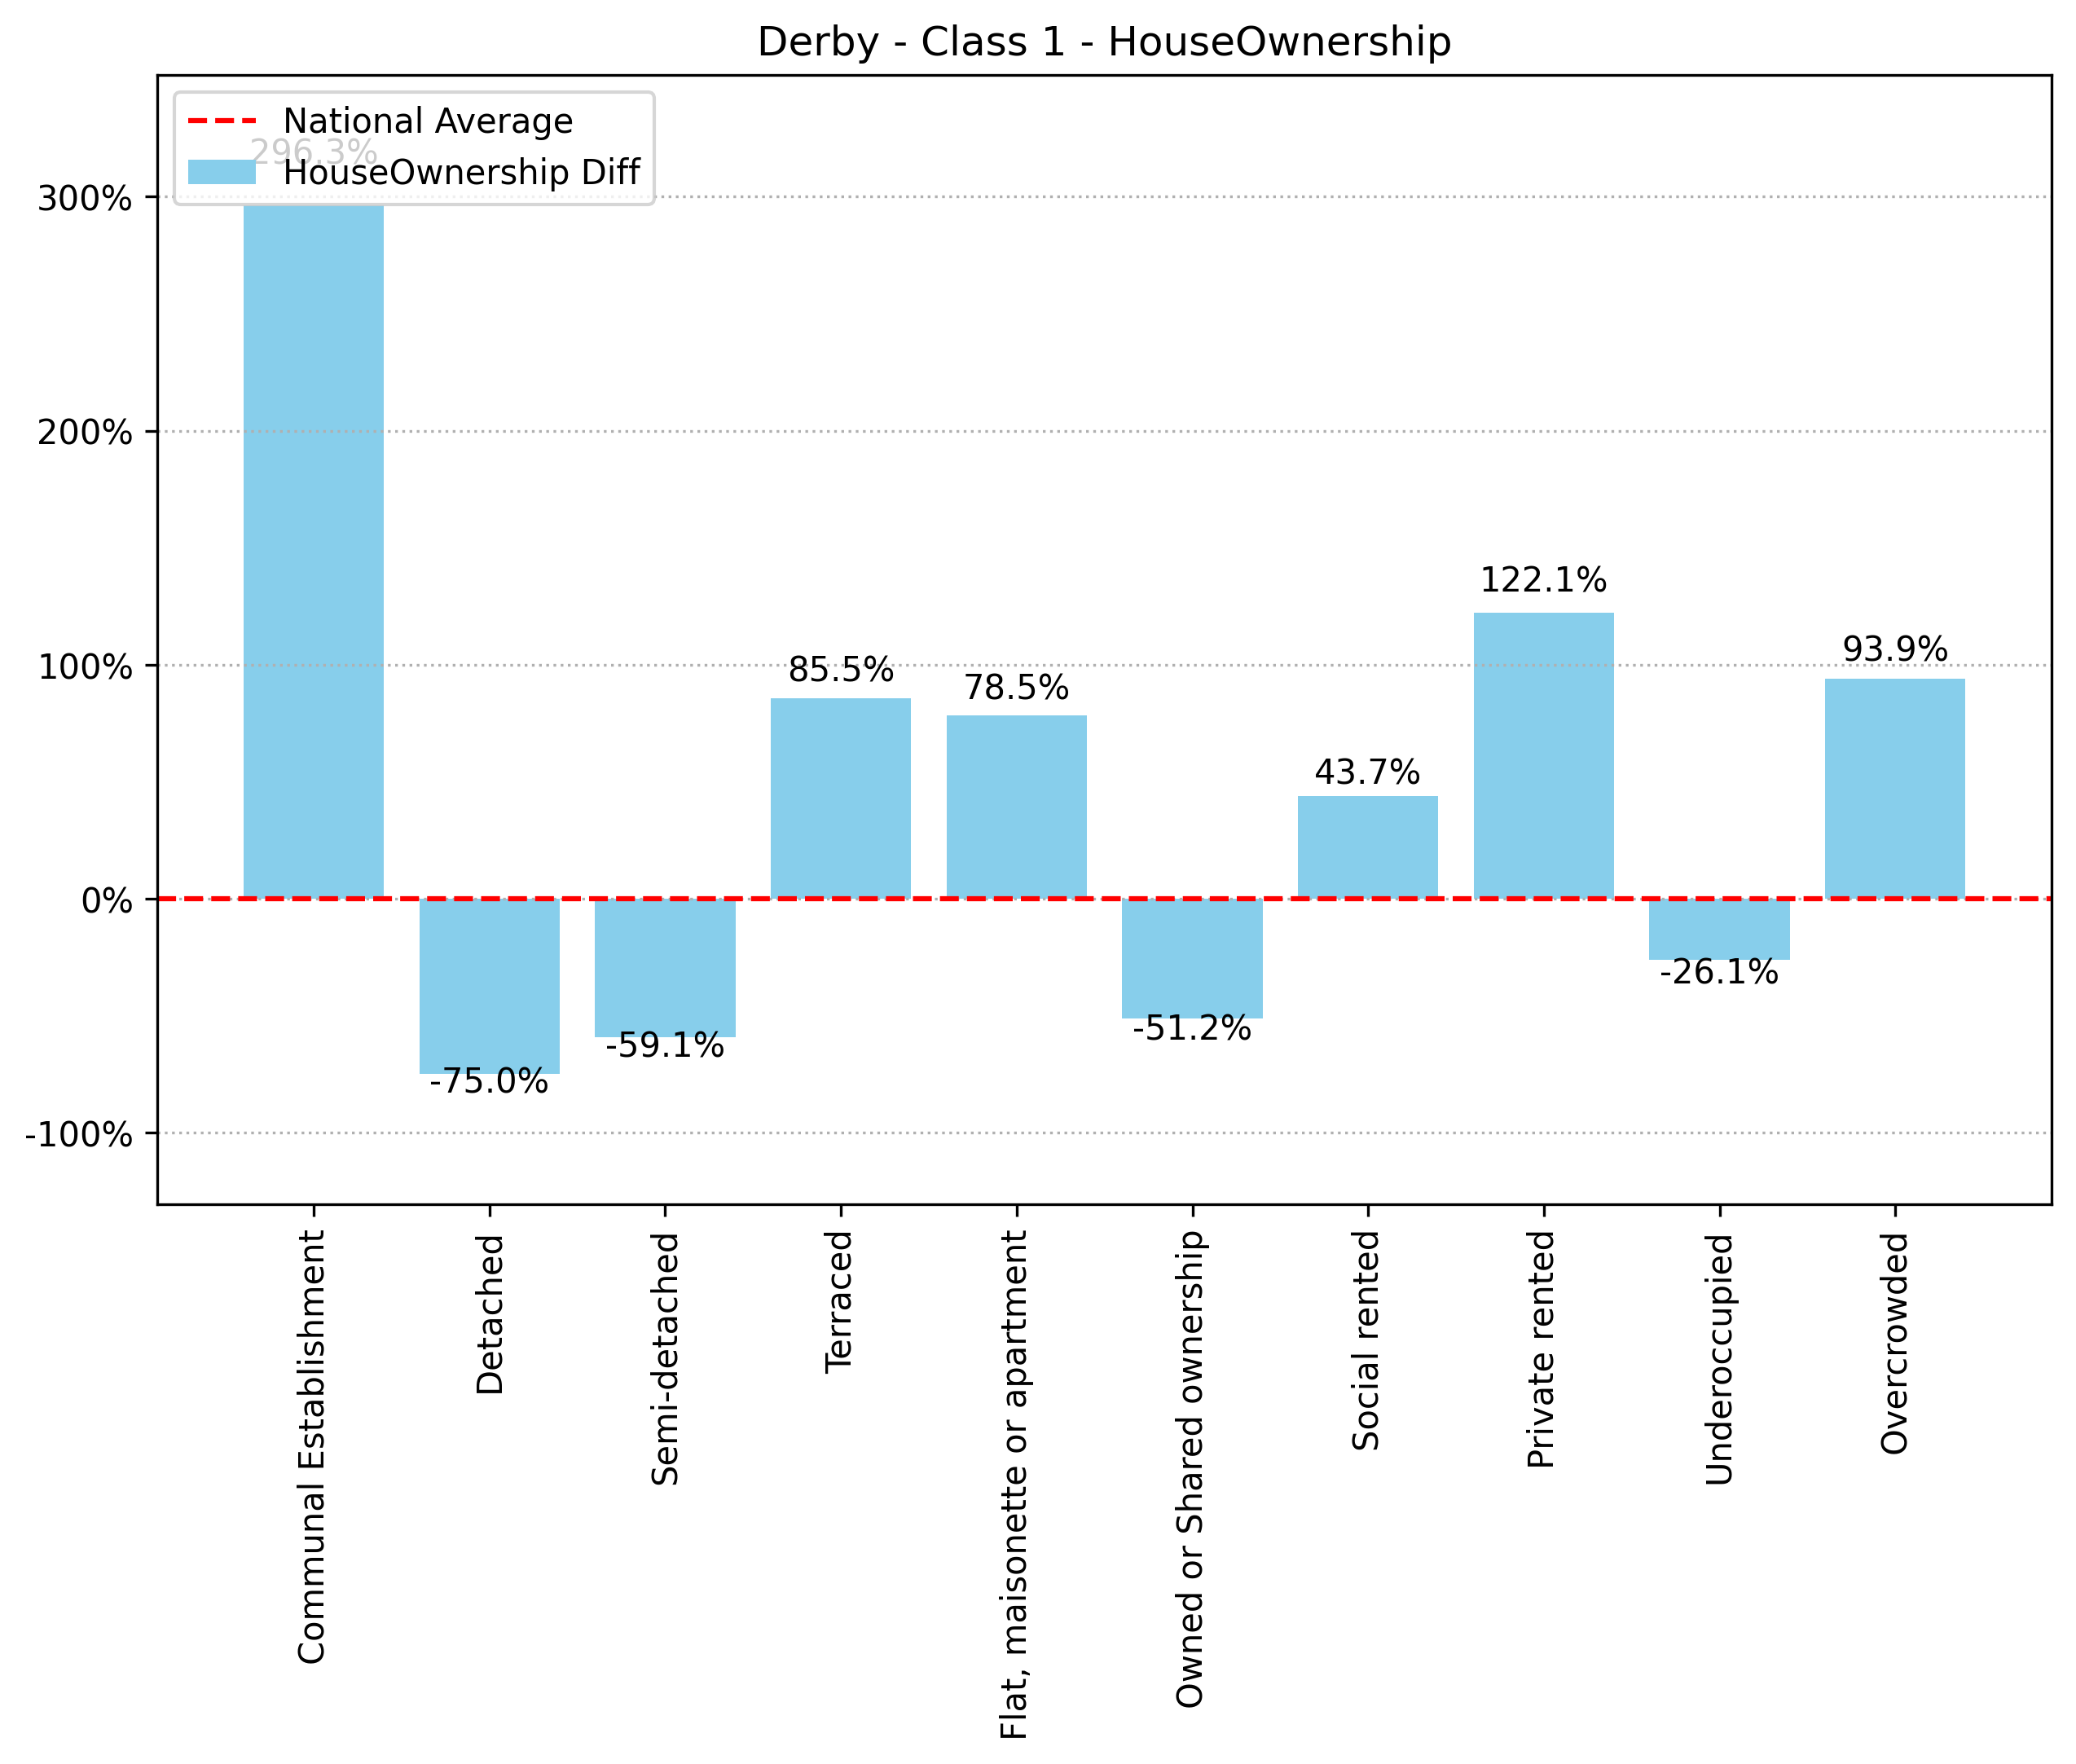 Derby - Class 1 - HouseOwnership
National Average
296.3%
HouseOwnership Diff
300%
200%
100%
0%
-100%
-75.0%
-59.1%
85.5%
78.5%
-51.2%
43.7%
122.1%
-26.1%
93.9%
Communal Establishment
Detached
Semi-detached
Terraced
Flat, maisonette or apartment
Owned or Shared ownership
Social rented
Private rented
Underoccupied
Overcrowded